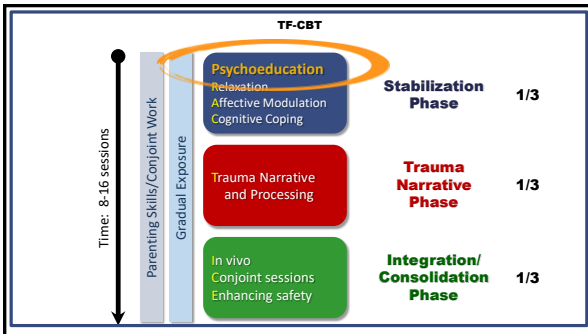 TF-CBT
Time: 8-16 sessions
Parenting Skills/Conjoint Work
Gradual Exposure
Psychoeducation
Relaxation
Affective Modulation
Cognitive Coping
Stabilization
Phase
1/3
Trauma Narrative
and Processing
Trauma
Narrative
Phase
1/3
In vivo
Conjoint sessions
Enhancing safety
Integration/
Consolidation
Phase
1/3